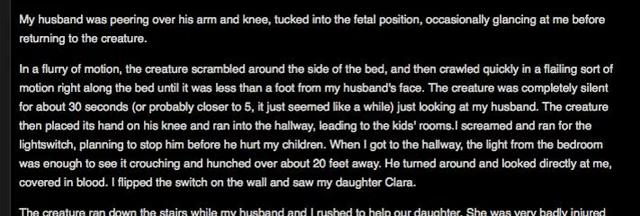 My husband was peering over his arm and knee, tucked into the fetal position, occasionally glancing at me before
returning to the creature.
In a flurry of motion, the creature scrambled around the side of the bed, and then crawled quickly in a flailing sort of
motion right along the bed until it was less than a foot from my husband's face. The creature was completely silent
for about 30 seconds (or probably closer to 5, it just seemed like a while) just looking at my husband. The creature
then placed its hand on his knee and ran into the hallway, leading to the kids' rooms.I screamed and ran for the
lightswitch, planning to stop him before he hurt my children. When I got to the hallway, the light from the bedroom
was enough to see it crouching and hunched over about 20 feet away. He turned around and looked directly at me,
covered in blood. I flipped the switch on the wall and saw my daughter Clara.
The creature ran down the stairs while my husband and I rushed to help our daughter. She was very badly injured